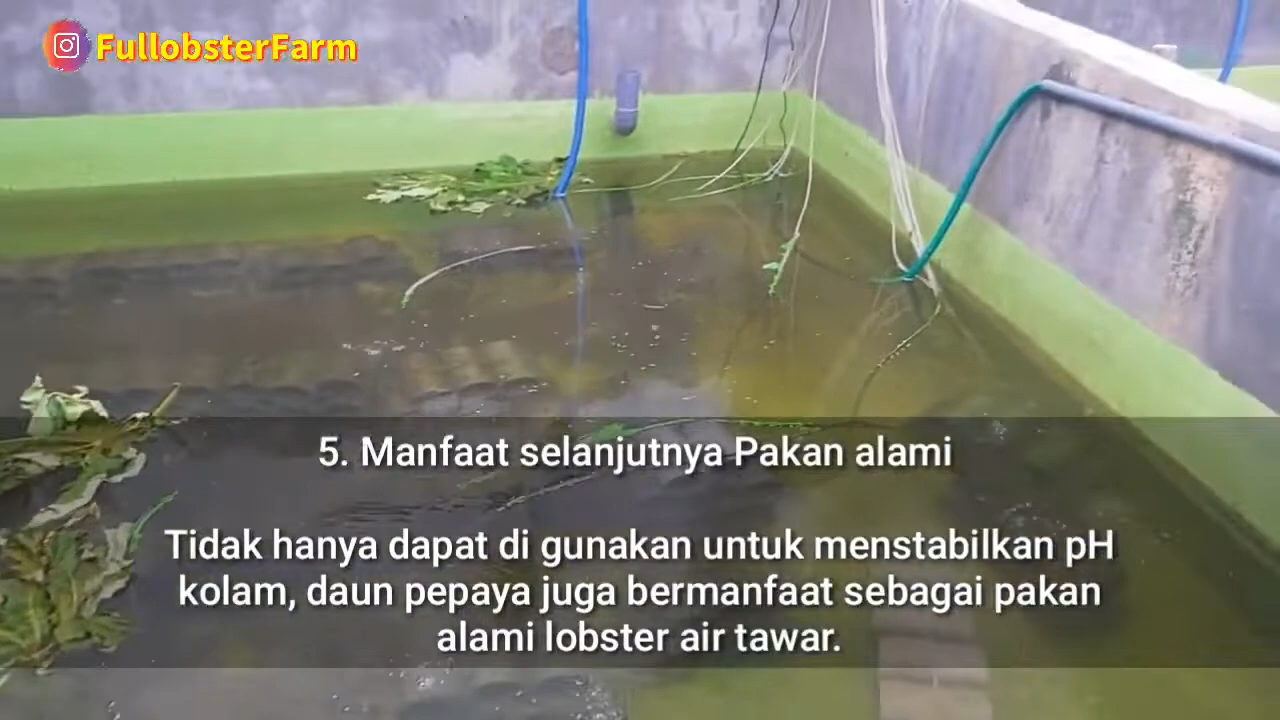 FullobsterFarm
5. Manfaat selanjutnya Pakan alami
Tidak hanya dapat di gunakan untuk menstabilkan pH
kolam, daun pepaya juga bermanfaat sebagai pakan
alami lobster air tawar.